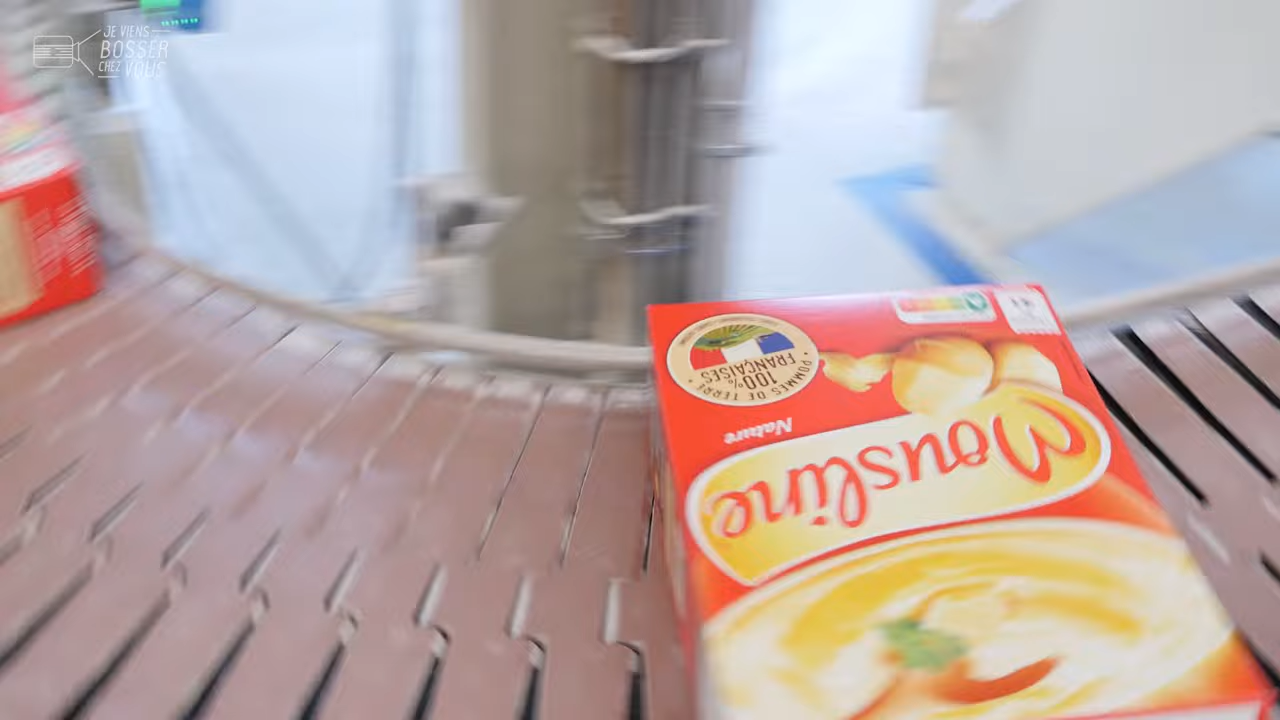 JE VIENS
BOSSER
CHEZ VOUS
POMMES DE TERRE
100%
FRANÇAISES
Nature
Mousline